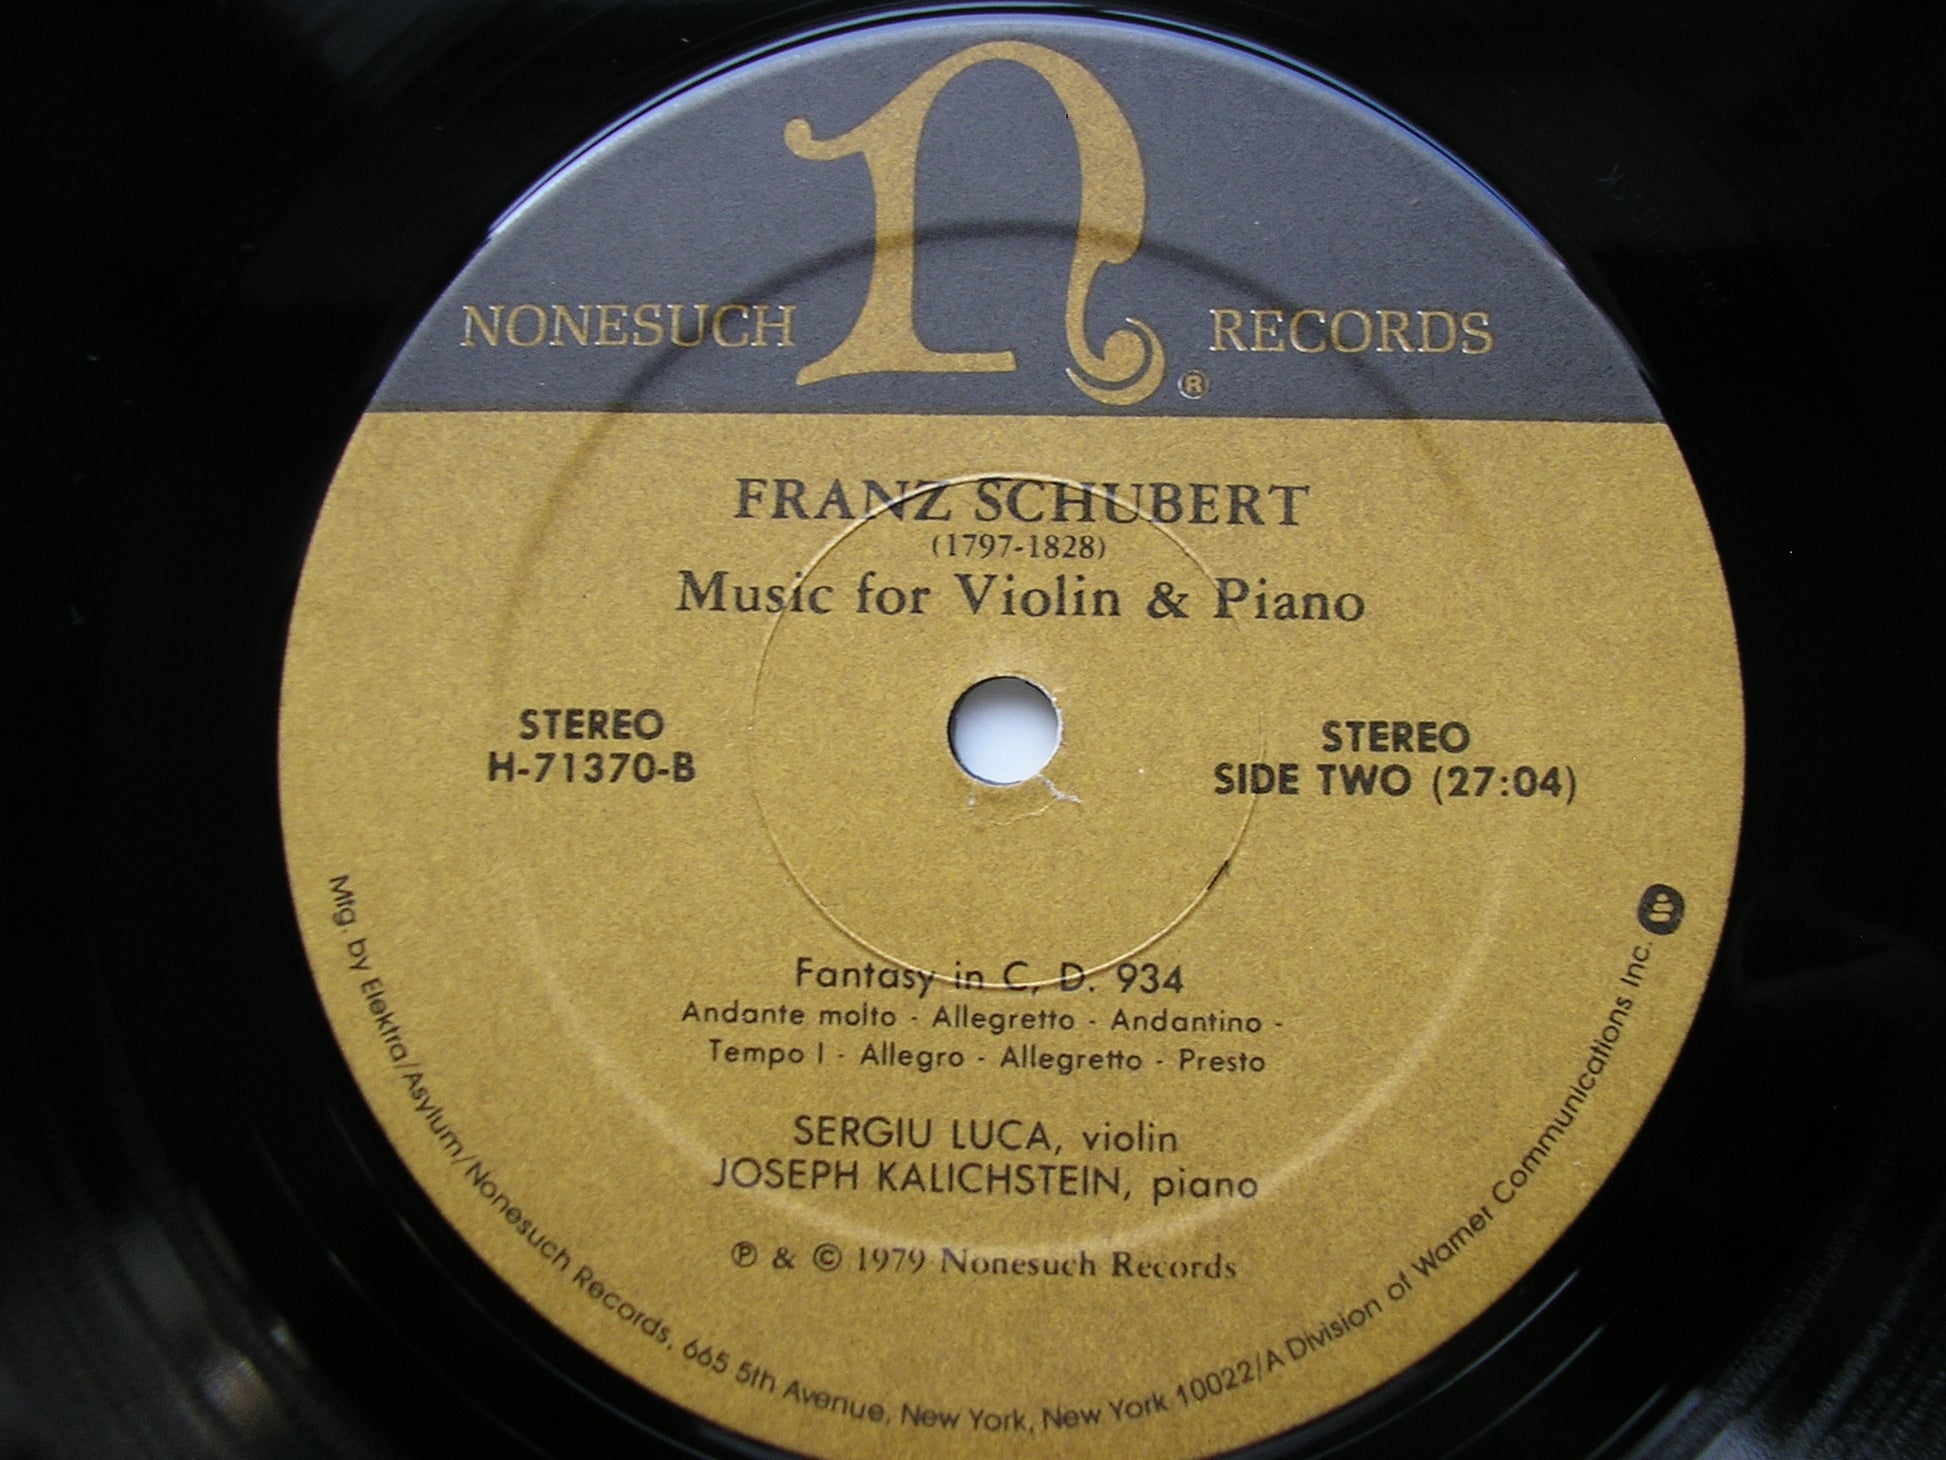 n
NONESUCH RECORDS
®
FRANZ SCHUBERT
(1797-1828)
Music for Violin & Piano
STEREO
H-71370-B
STEREO
SIDE TWO (27:04)
Fantasy in C, D. 934
Andante molto - Allegretto - Andantino -
Tempo I - Allegro - Allegretto - Presto
SERGIU LUCA, violin
JOSEPH KALICHSTEIN, piano
℗ & © 1979 Nonesuch Records
Mfg. by Elektra/Asylum/Nonesuch Records, 665 5th Avenue, New York, New York 10022/A Division of Warner Communications Inc.